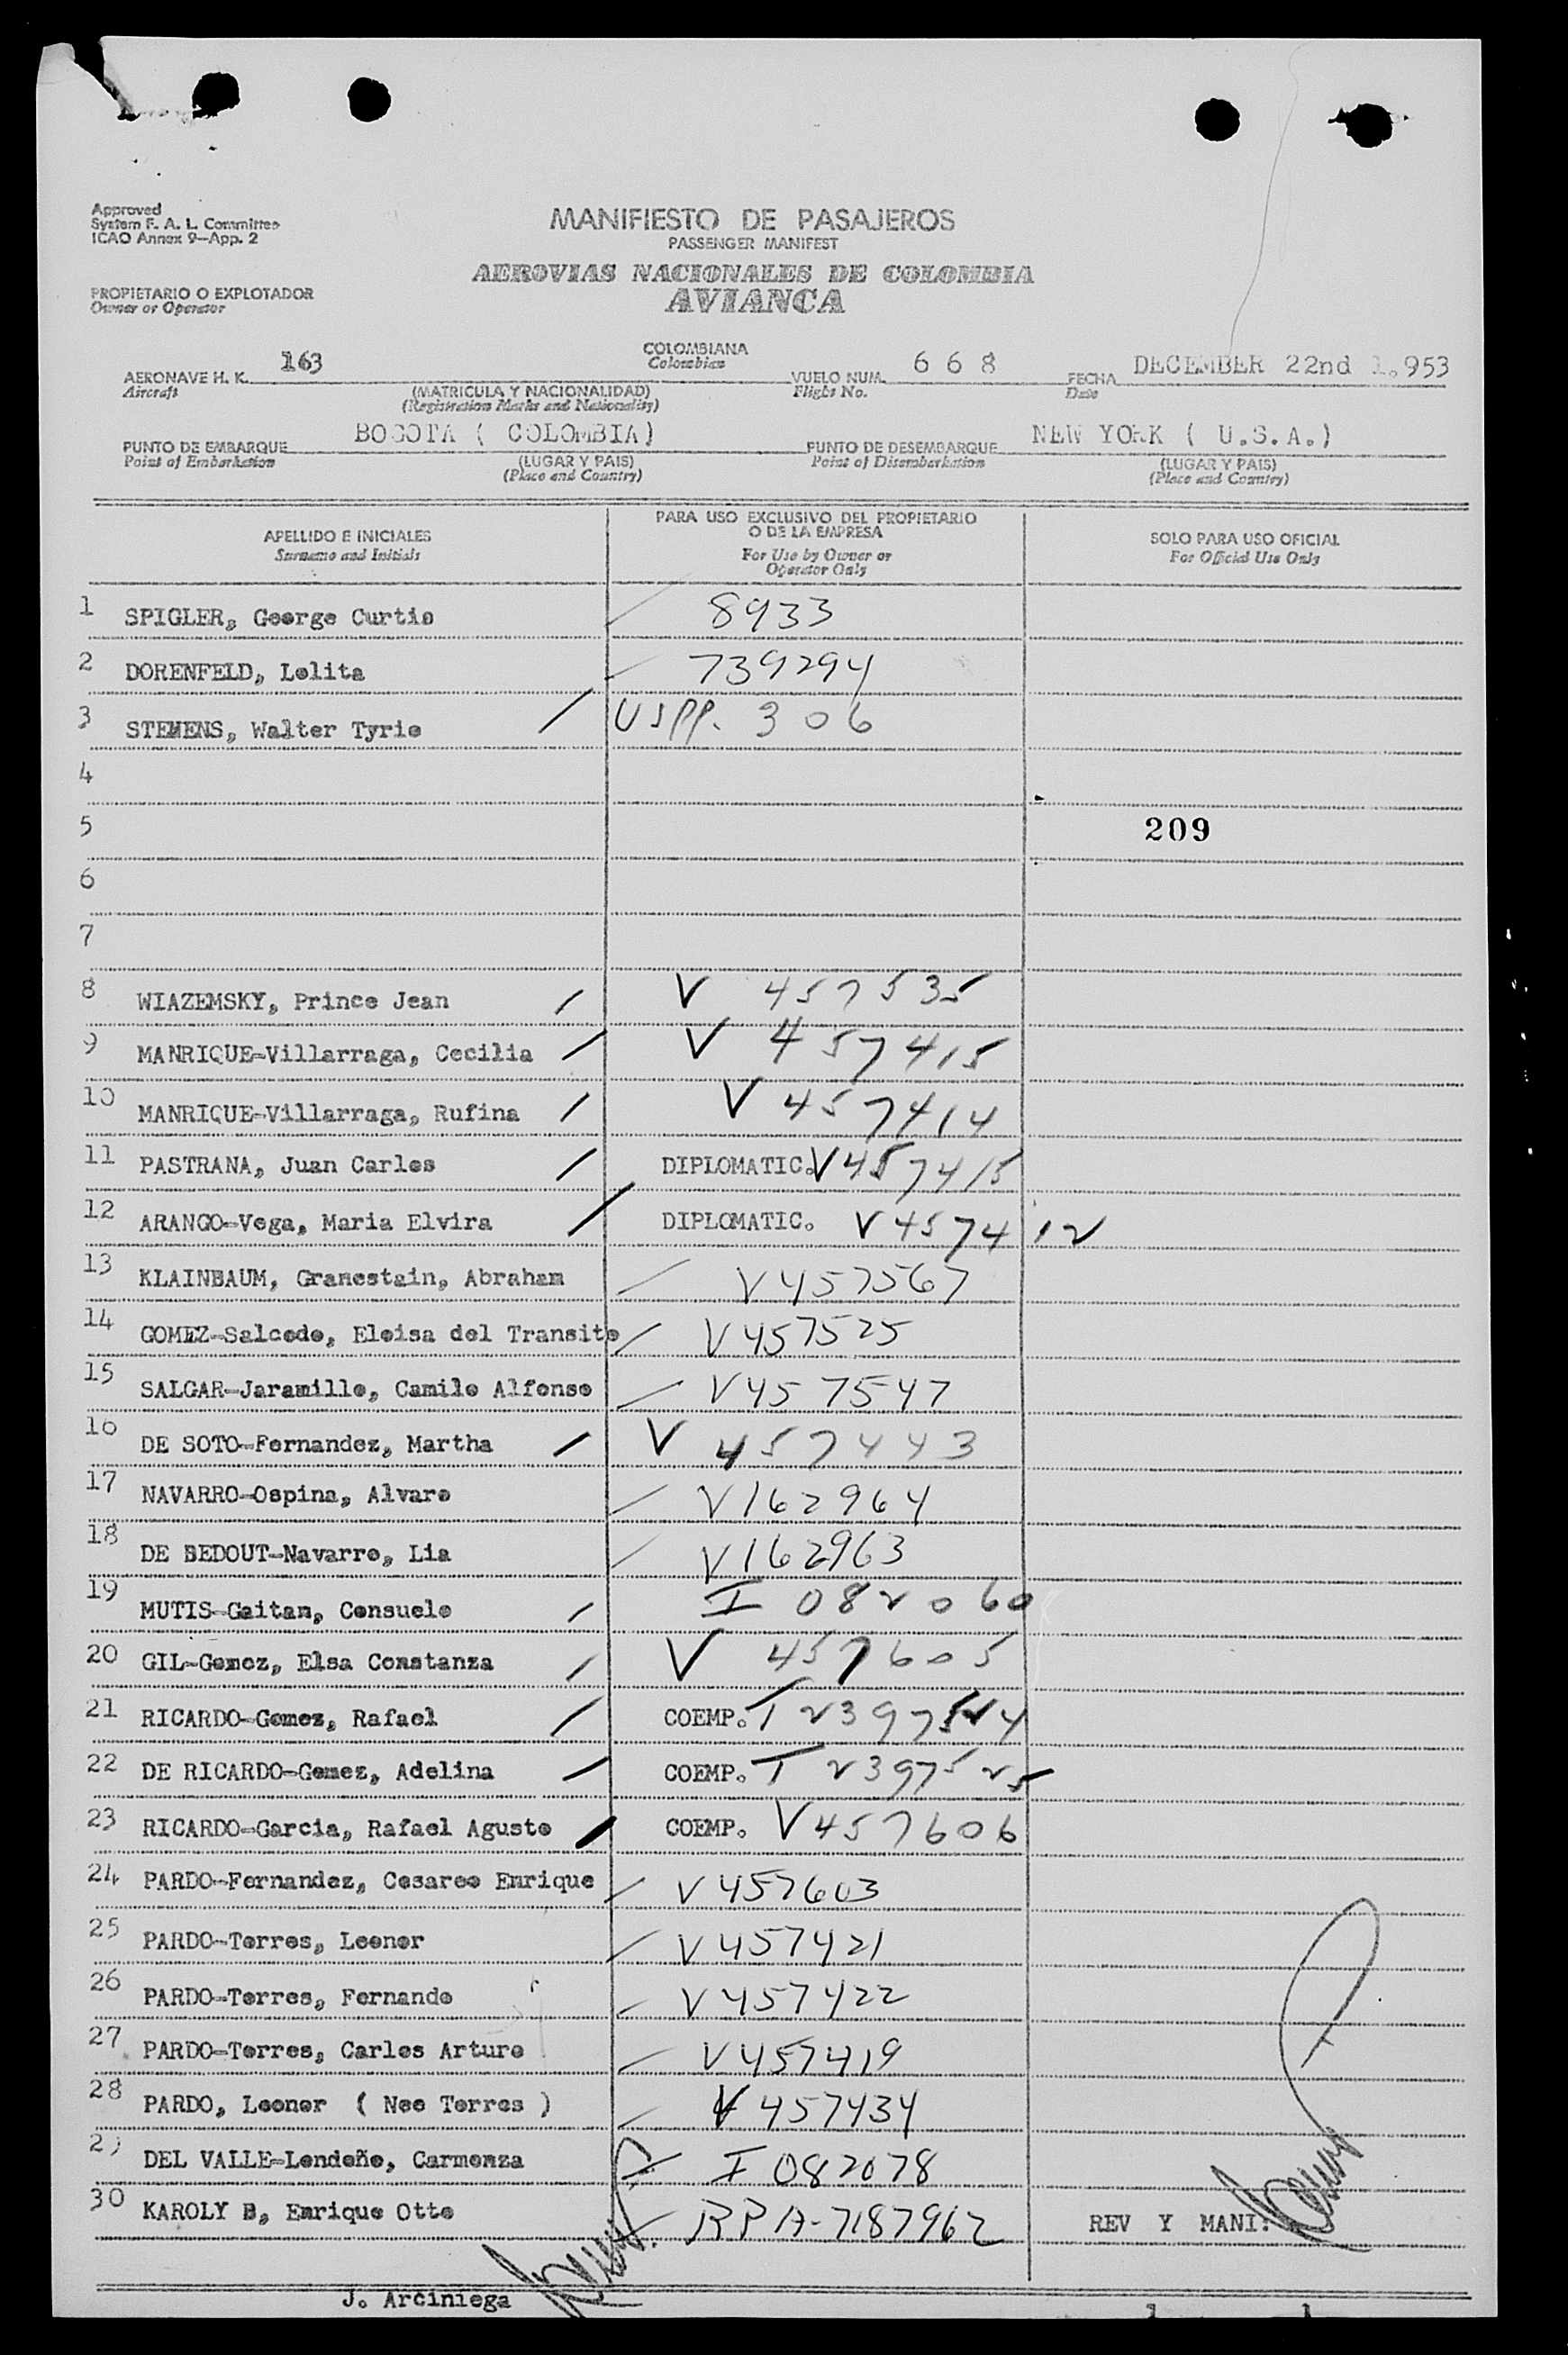 Approved
System F. A. L. Committee
ICAO Annex 9—App. 2
MANIFIESTO DE PASAJEROS
PASSENGER MANIFEST
AEROVIAS NACIONALES DE COLOMBIA
AVIANCA
PROPIETARIO O EXPLOTADOR
Owner or Operator
AERONAVE H. K. 163 COLOMBIANA VUELO NUM. 6 6 8 FECHA DECEMBER 22nd 1.953
Aircraft Colombian Flight No. Date
(MATRICULA Y NACIONALIDAD)
(Registration Marks and Nationality)
PUNTO DE EMBARQUE BOGOTA ( COLOMBIA) PUNTO DE DESEMBARQUE NEW YORK ( U.S.A.)
Point of Embarkation (LUGAR Y PAIS) Point of Disembarkation (LUGAR Y PAIS)
(Place and Country) (Place and Country)
APELLIDO E INICIALES
Surname and Initials
PARA USO EXCLUSIVO DEL PROPIETARIO
O DE LA EMPRESA
For Use by Owner or
Operator Only
SOLO PARA USO OFICIAL
For Official Use Only
1 SPIGLER, George Curtis 8933
2 DORENFELD, Lolita 739294
3 STEMENS, Walter Tyrie USPP. 306
4
5 209
6
7
8 WIAZEMSKY, Prince Jean V 457535
9 MANRIQUE-Villarraga, Cecilia V 457415
10 MANRIQUE-Villarraga, Rufina V 457414
11 PASTRANA, Juan Carlos DIPLOMATIC. V457415
12 ARANGO-Vega, Maria Elvira DIPLOMATIC. V457412
13 KLAINBAUM, Granestain, Abraham V457567
14 GOMEZ-Salcedo, Eloisa del Transito V457525
15 SALGAR-Jaramillo, Camilo Alfonso V457547
16 DE SOTO-Fernandez, Martha V 457443
17 NAVARRO-Ospina, Alvaro V162964
18 DE BEDOUT-Navarro, Lia V162963
19 MUTIS-Gaitan, Consuelo I 082060
20 GIL-Gomez, Elsa Constanza V 457605
21 RICARDO-Gomez, Rafael COEMP.
22 DE RICARDO-Gomez, Adelina COEMP. T 2397525
23 RICARDO-Garcia, Rafael Agusto COEMP. V457606
24 PARDO-Fernandez, Cesareo Enrique V457603
25 PARDO-Torres, Leonor V457421
26 PARDO-Torres, Fernando V457422
27 PARDO-Torres, Carlos Arturo V457419
28 PARDO, Leonor ( Nee Torres ) V457434
29 DEL VALLE-Londoño, Carmenza I 082078
30 KAROLY B, Enrique Otto RPA-7187962
REV Y MANI.
J. Arciniega